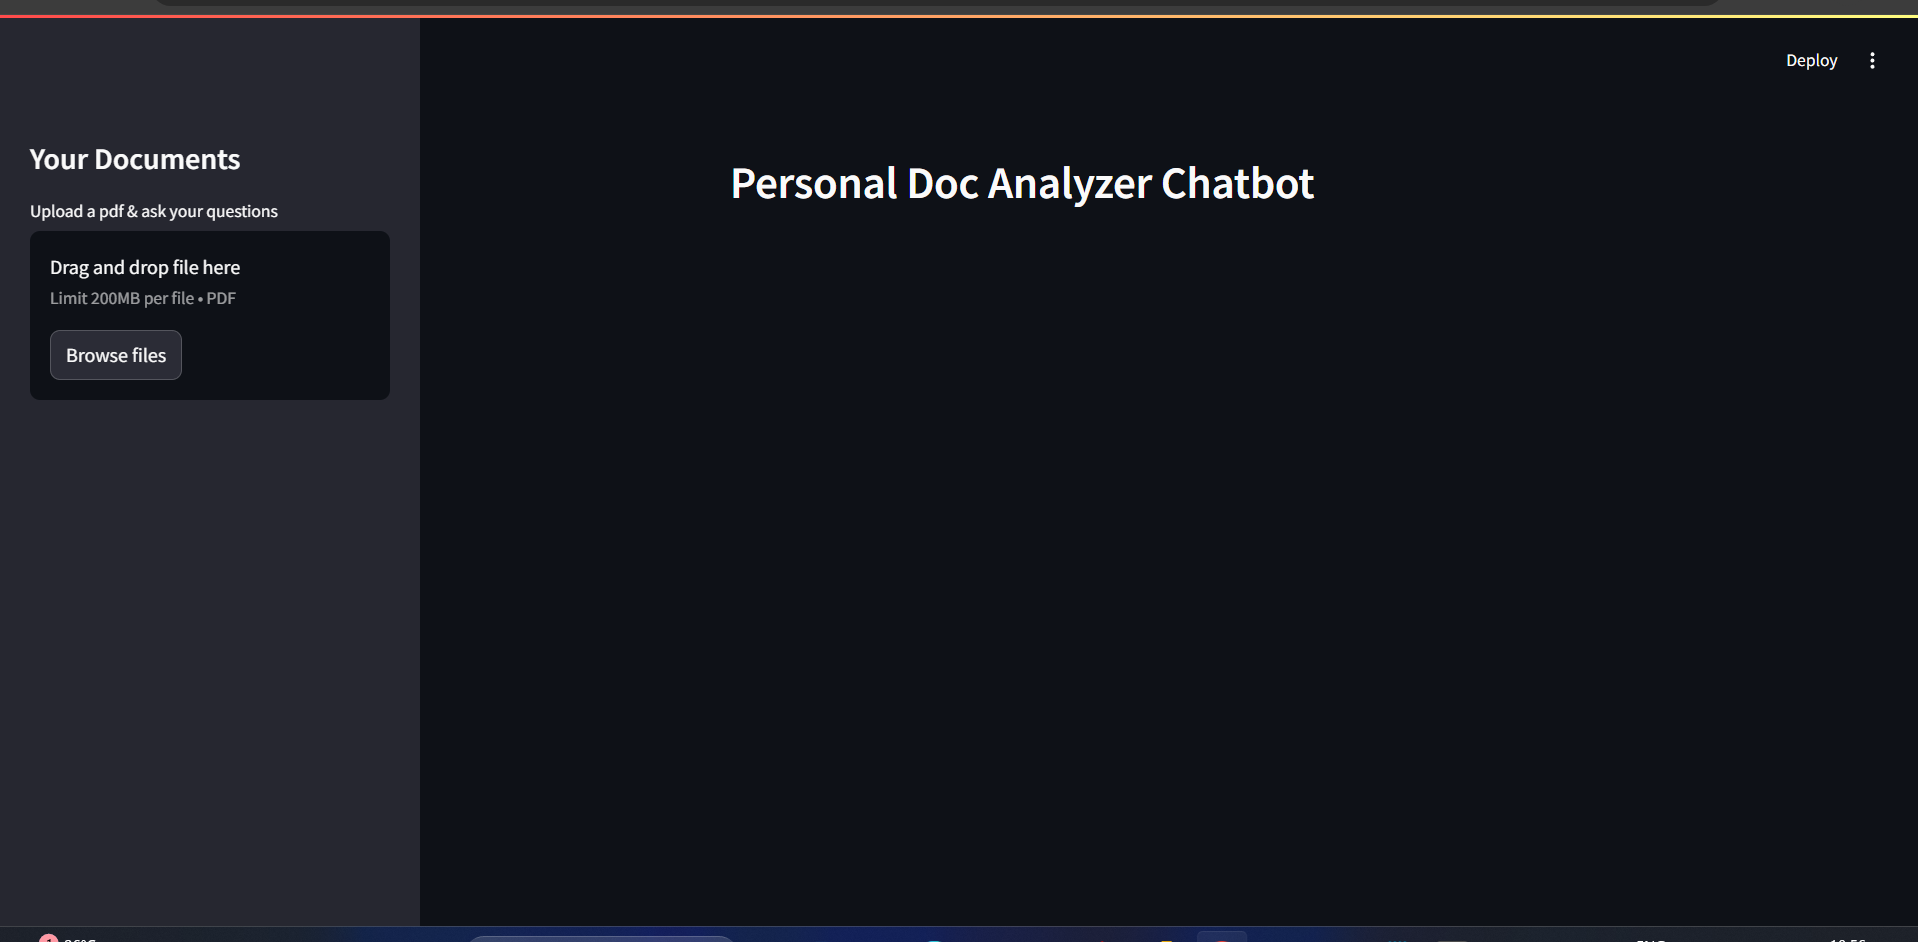 Deploy
Your Documents
Personal Doc Analyzer Chatbot
Upload a pdf & ask your questions
Drag and drop file here
Limit 200MB per file • PDF
Browse files